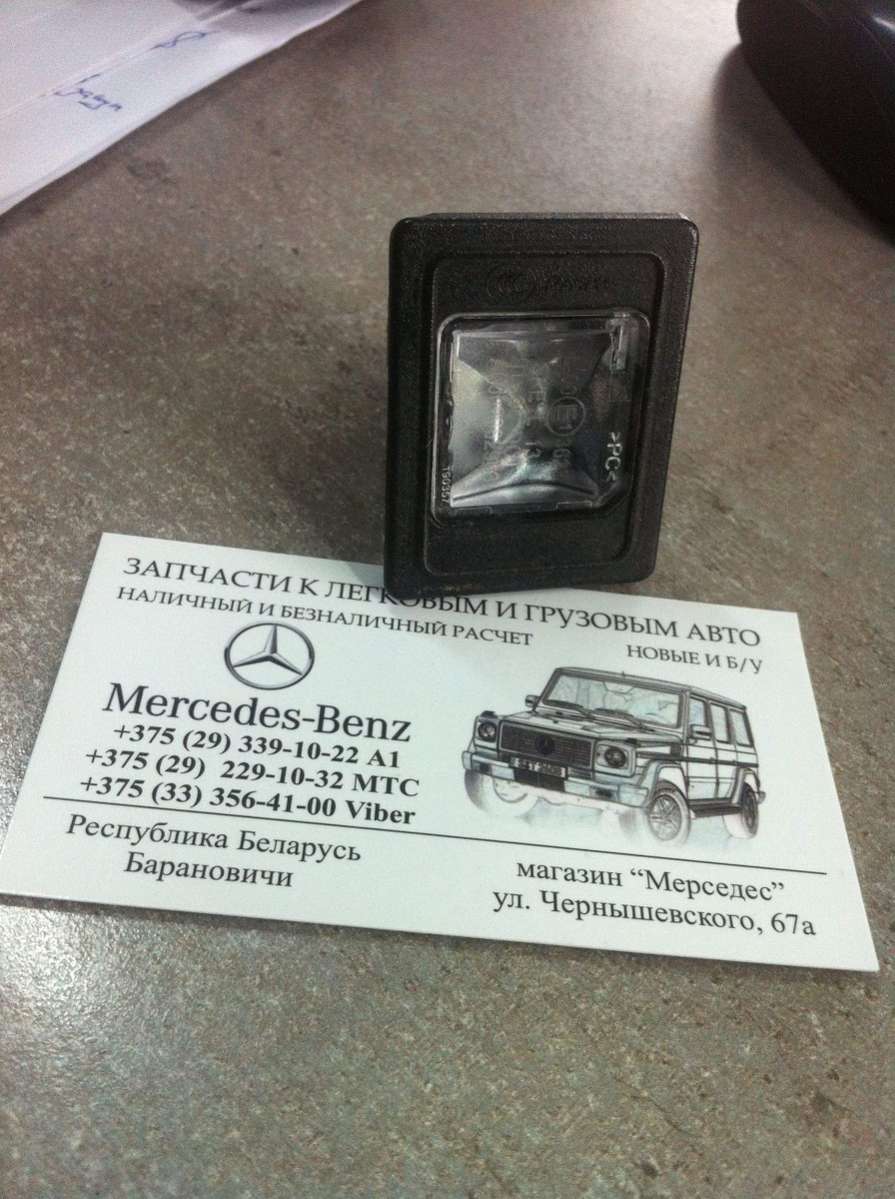 >PC<
ЗАПЧАСТИ К ЛЕГКОВЫМ И ГРУЗОВЫМ АВТО
НАЛИЧНЫЙ И БЕЗНАЛИЧНЫЙ РАСЧЕТ
НОВЫЕ И Б/У
Mercedes-Benz
+375 (29) 339-10-22 A1
+375 (29) 229-10-32 МТС
+375 (33) 356-41-00 Viber
Республика Беларусь
Барановичи
магазин “Мерседес”
ул. Чернышевского, 67а